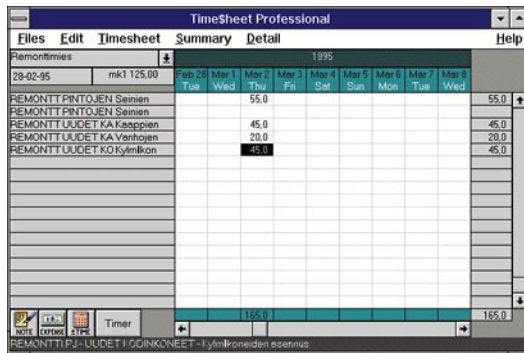 Time$heet Professional
Files Edit Timesheet Summary Detail Help
Remonttimies 1995
28-02-95 mk1 125,00 Feb 28 Mar 1 Mar 2 Mar 3 Mar 4 Mar 5 Mar 6 Mar 7 Mar 8
Tue Wed Thu Fri Sat Sun Mon Tue Wed
REMONTT PINTOJEN Seinien 55,0 55,0
REMONTT PINTOJEN Seinien
REMONTT UUDET KA Kaappien 45,0 45,0
REMONTT UUDET KA Vanhojen 20,0 20,0
REMONTT UUDET KO Kylmlkon 45,0 45,0
165,0 165,0
NOTE EXPENSE ±TIME Timer
REMONTTI PJ - UUDET KODINKONEET - Kylmlkoneiden asennus